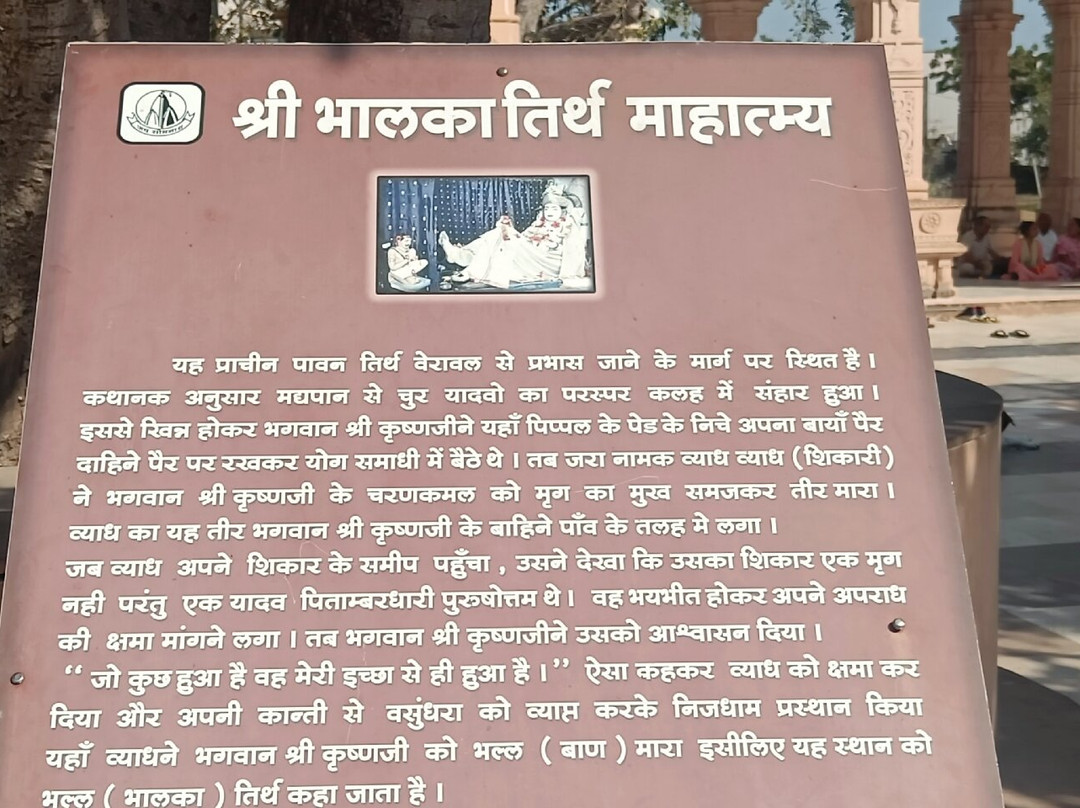 जय सोमनाथ
श्री भालका तिर्थ माहात्म्य
यह प्राचीन पावन तिर्थ वेरावल से प्रभास जाने के मार्ग पर स्थित है ।
कथानक अनुसार मद्यपान से चुर यादवो का परस्पर कलह में संहार हुआ ।
इससे खिन्न होकर भगवान श्री कृष्णजीने यहाँ पिप्पल के पेड के निचे अपना बायाँ पैर
दाहिने पैर पर रखकर योग समाधी में बैठे थे । तब जरा नामक व्याध व्याध (शिकारी)
ने भगवान श्री कृष्णजी के चरणकमल को मृग का मुख समजकर तीर मारा ।
व्याध का यह तीर भगवान श्री कृष्णजी के बाहिने पाँव के तलह मे लगा ।
जब व्याध अपने शिकार के समीप पहुँचा , उसने देखा कि उसका शिकार एक मृग
नही परंतु एक यादव पिताम्बरधारी पुरुषोत्तम थे । वह भयभीत होकर अपने अपराध
की क्षमा मांगने लगा । तब भगवान श्री कृष्णजीने उसको आश्वासन दिया ।
“ जो कुछ हुआ है वह मेरी इच्छा से ही हुआ है ।” ऐसा कहकर व्याध को क्षमा कर
दिया और अपनी कान्ती से वसुंधरा को व्याप्त करके निजधाम प्रस्थान किया
यहाँ व्याधने भगवान श्री कृष्णजी को भल्ल ( बाण ) मारा इसीलिए यह स्थान को
भल्ल ( भालका ) तिर्थ कहा जाता है ।